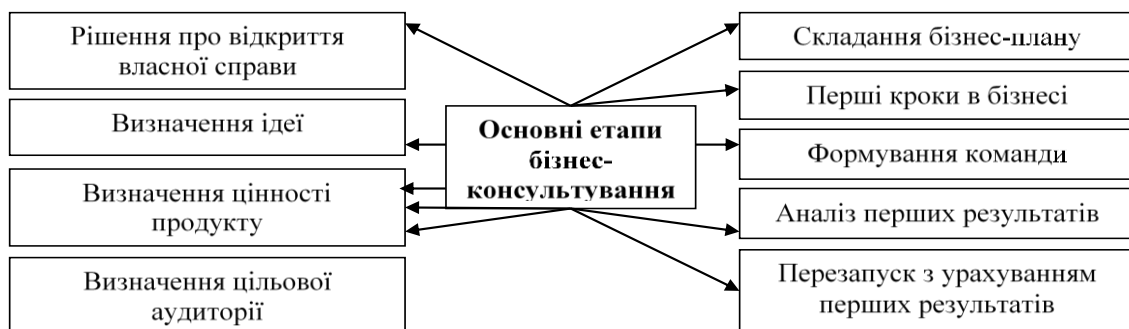 Рішення про відкриття
власної справи
Визначення ідеї
Визначення цінності
продукту
Визначення цільової
аудиторії
Основні етапи
бізнес-
консультування
Складання бізнес-плану
Перші кроки в бізнесі
Формування команди
Аналіз перших результатів
Перезапуск з урахуванням
перших результатів